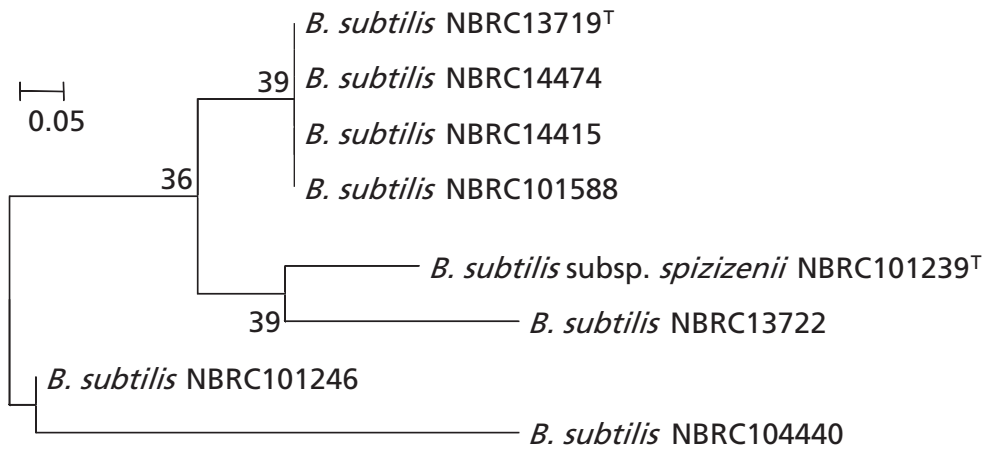 B. subtilis NBRC13719ᵀ
39
B. subtilis NBRC14474
0.05
B. subtilis NBRC14415
36
B. subtilis NBRC101588
B. subtilis subsp. spizizenii NBRC101239ᵀ
39
B. subtilis NBRC13722
B. subtilis NBRC101246
B. subtilis NBRC104440